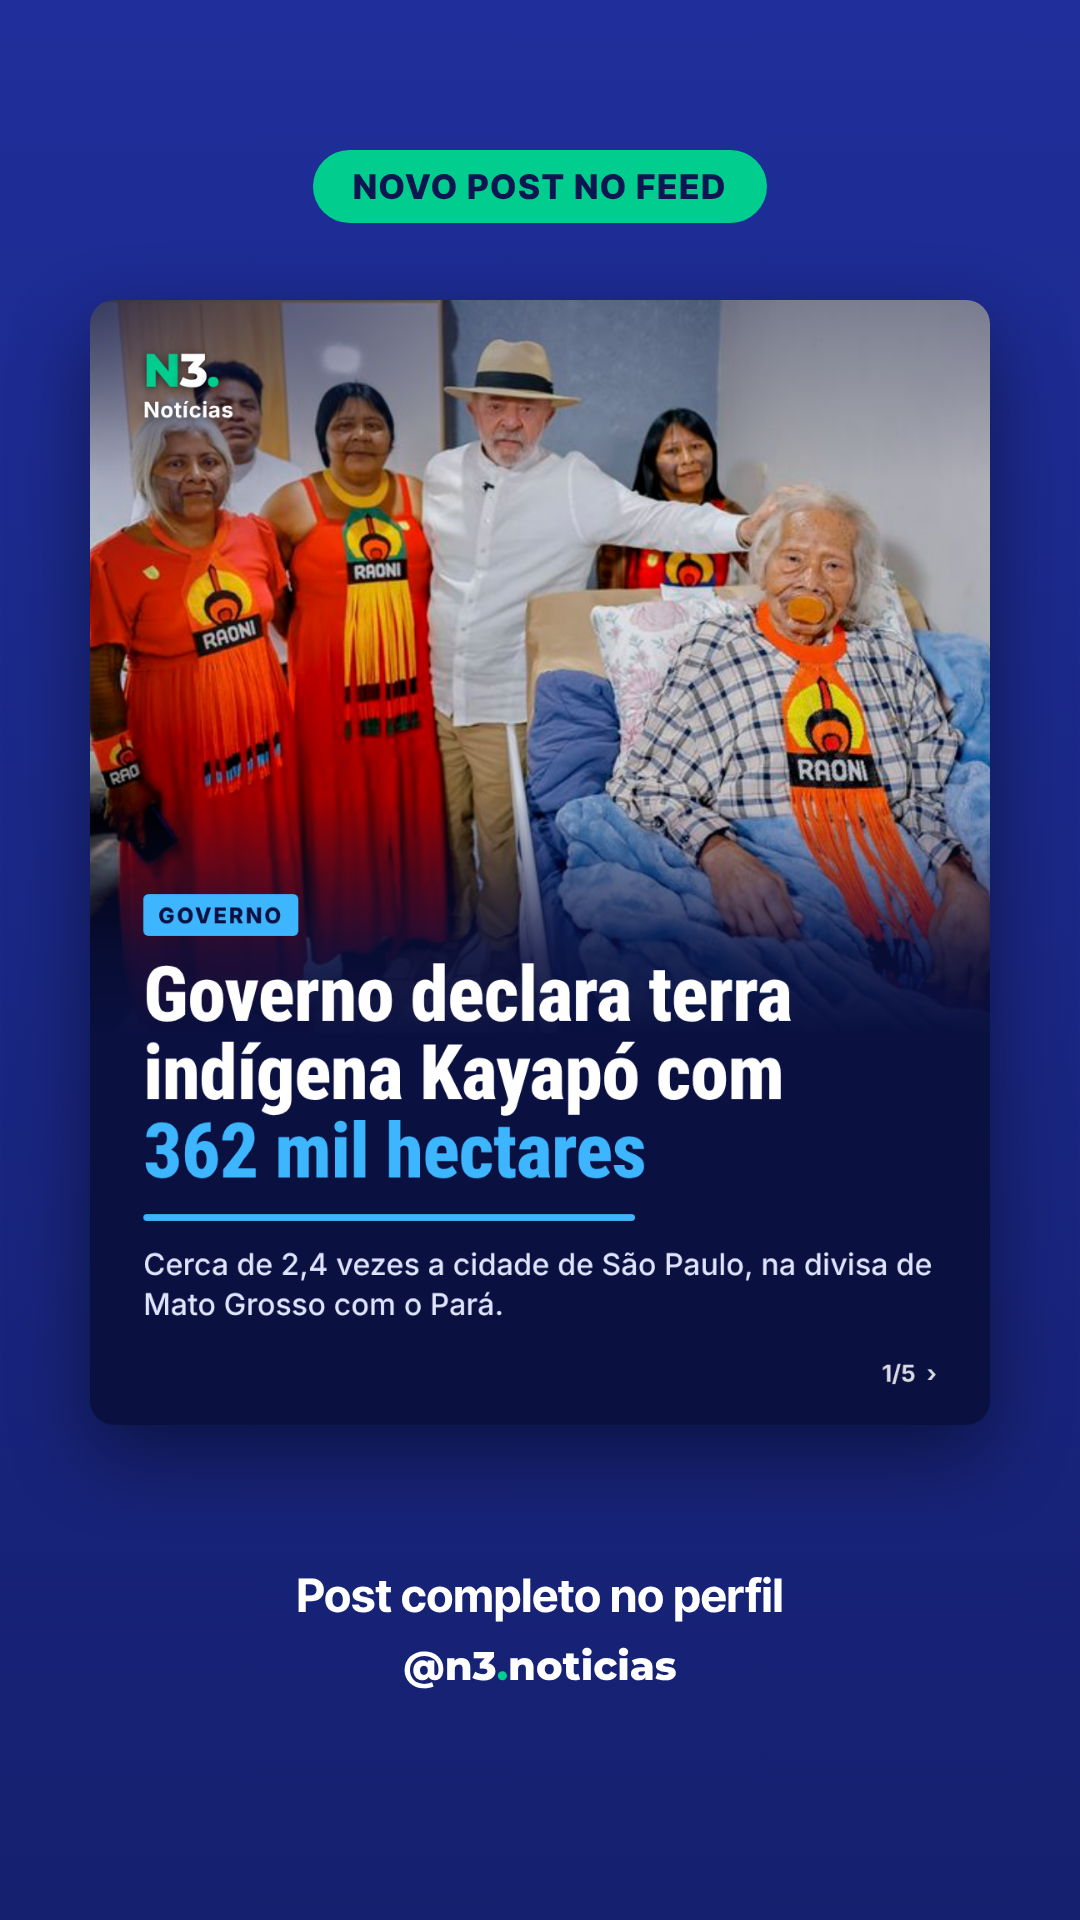 NOVO POST NO FEED
N3.
Notícias
RAONI
RAONI
RAO
RAONI
GOVERNO
Governo declara terra
indígena Kayapó com
362 mil hectares
Cerca de 2,4 vezes a cidade de São Paulo, na divisa de
Mato Grosso com o Pará.
1/5 ›
Post completo no perfil
@n3.noticias